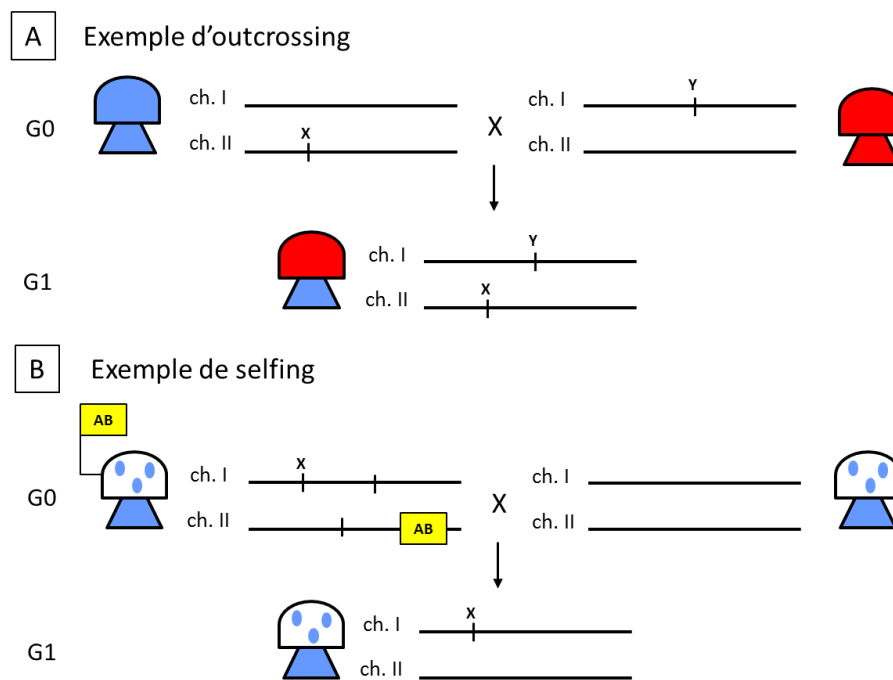 A Exemple d'outcrossing
G0 ch. I X ch. I Y
ch. II X ch. II
G1 ch. I Y
ch. II X
B Exemple de selfing
AB
G0 ch. I X X ch. I
ch. II AB ch. II
G1 ch. I X
ch. II